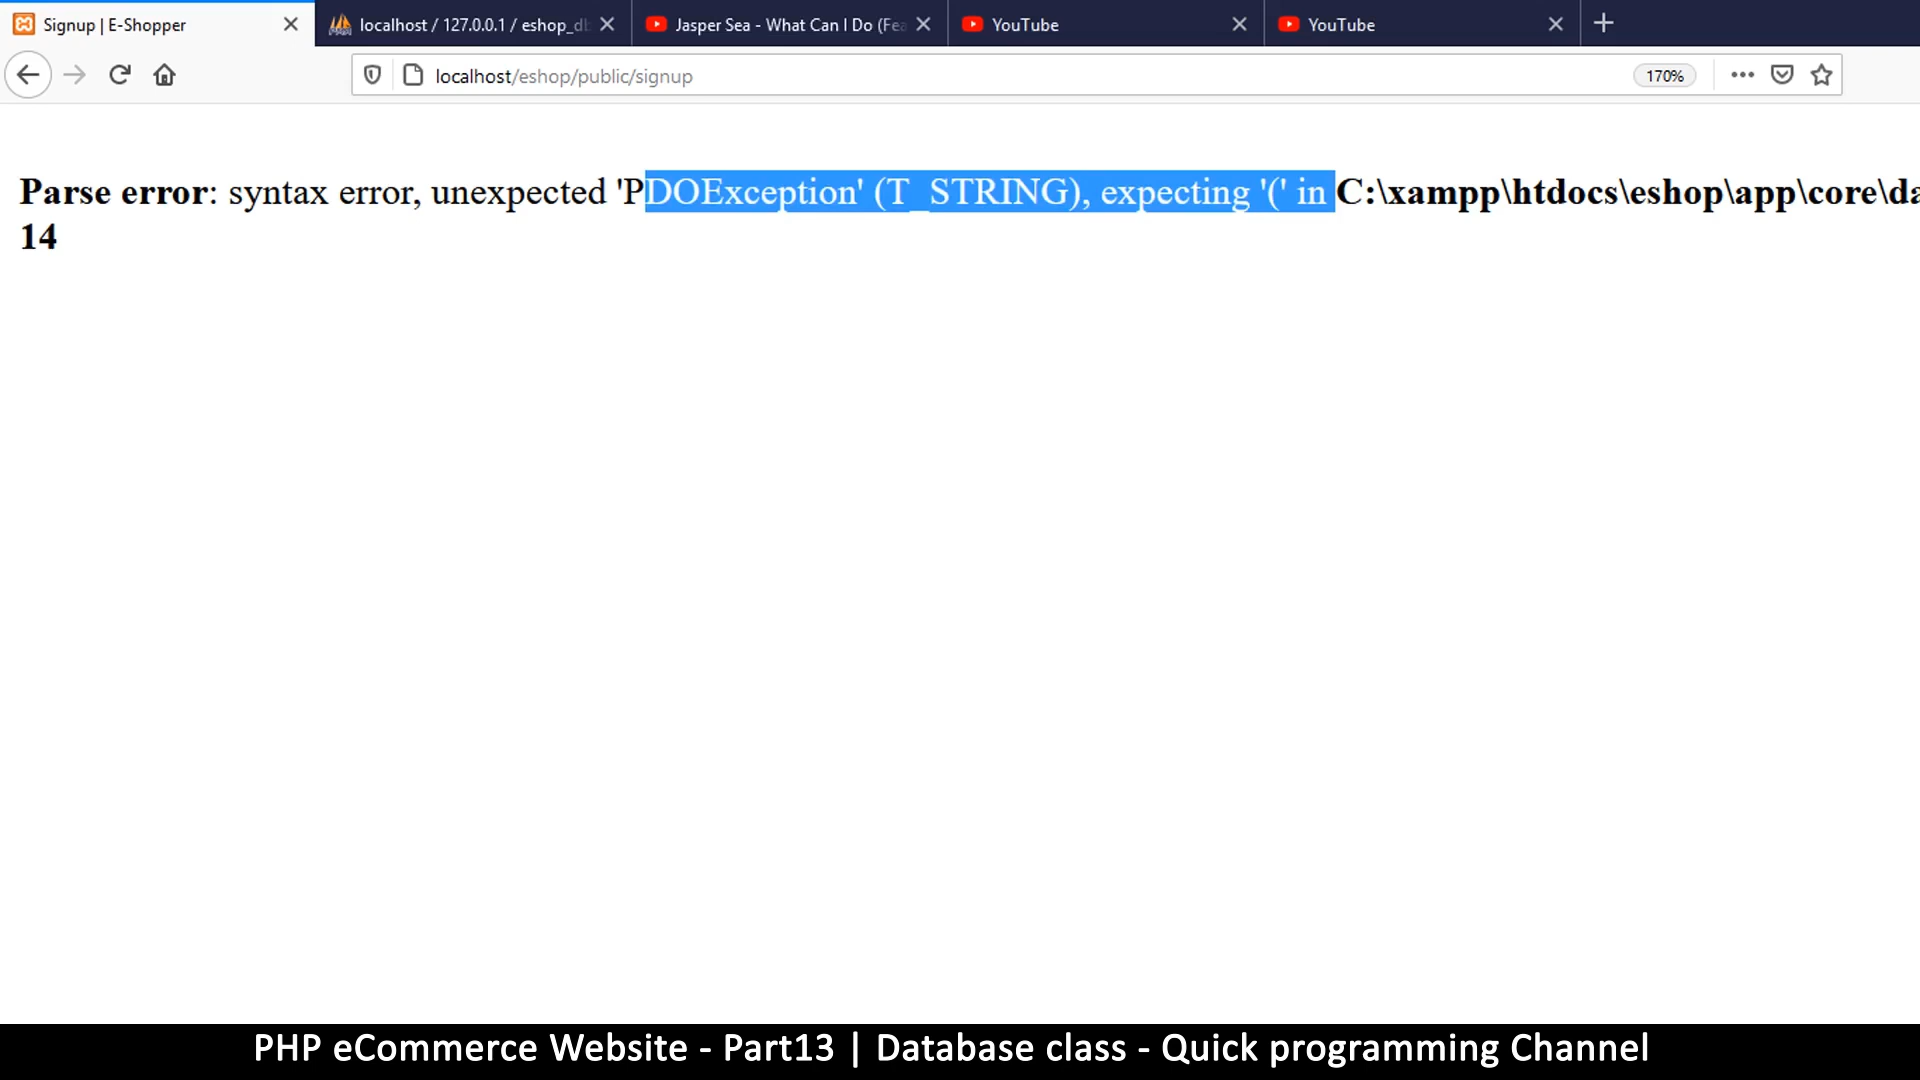 Signup | E-Shopper
localhost / 127.0.0.1 / eshop_db
Jasper Sea - What Can I Do (Fea
YouTube
YouTube
localhost/eshop/public/signup
170%
Parse error: syntax error, unexpected 'PDOException' (T_STRING), expecting '(' in C:\xampp\htdocs\eshop\app\core\da
14
PHP eCommerce Website - Part13 | Database class - Quick programming Channel